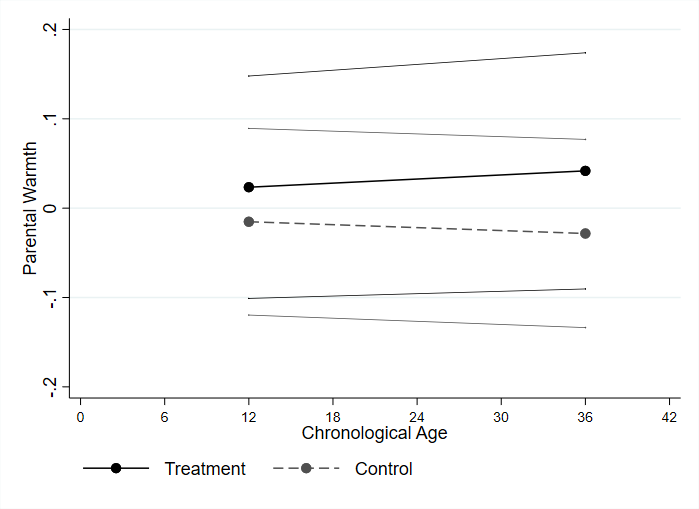 .2
.1
0
-.1
-.2
Parental Warmth
0 6 12 18 24 30 36 42
Chronological Age
Treatment Control